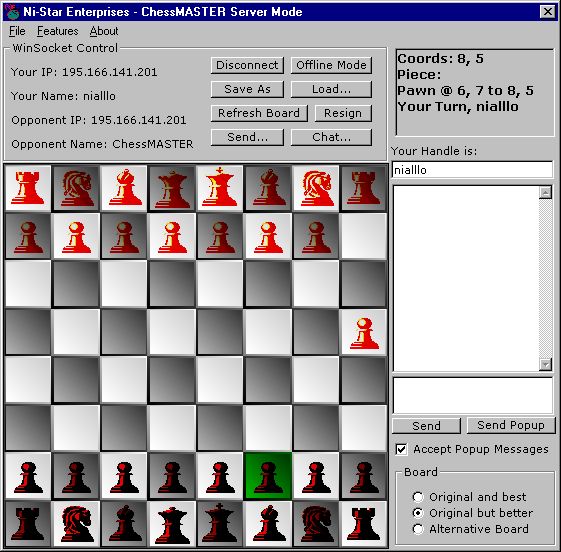 Ni-Star Enterprises - ChessMASTER Server Mode
File Features About
WinSocket Control
Your IP: 195.166.141.201
Your Name: nialllo
Opponent IP: 195.166.141.201
Opponent Name: ChessMASTER
Disconnect Offline Mode
Save As Load...
Refresh Board Resign
Send... Chat...
Coords: 8, 5
Piece:
Pawn @ 6, 7 to 8, 5
Your Turn, nialllo
Your Handle is:
nialllo
Send Send Popup
Accept Popup Messages
Board
Original and best
Original but better
Alternative Board